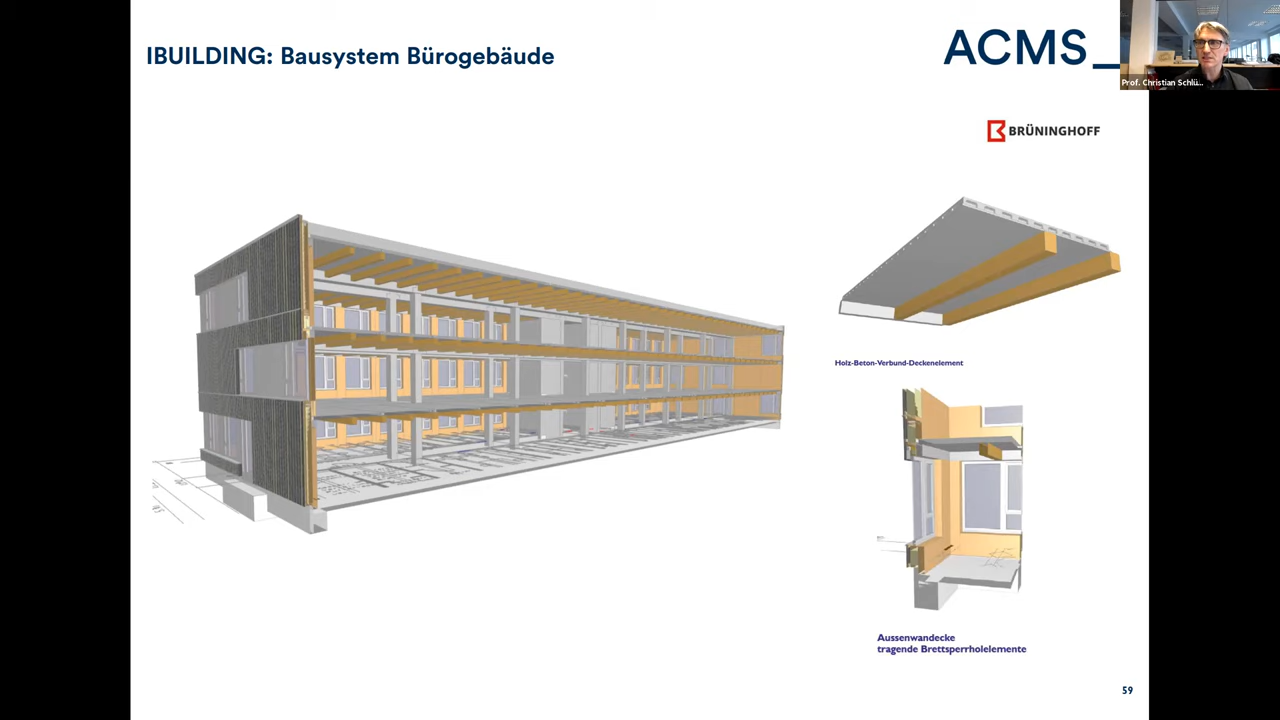 IBUILDING: Bausystem Bürogebäude
ACMS_
Prof. Christian Schlü...
BRÜNINGHOFF
Holz-Beton-Verbund-Deckenelement
Aussenwandecke
tragende Brettsperrholelemente
59